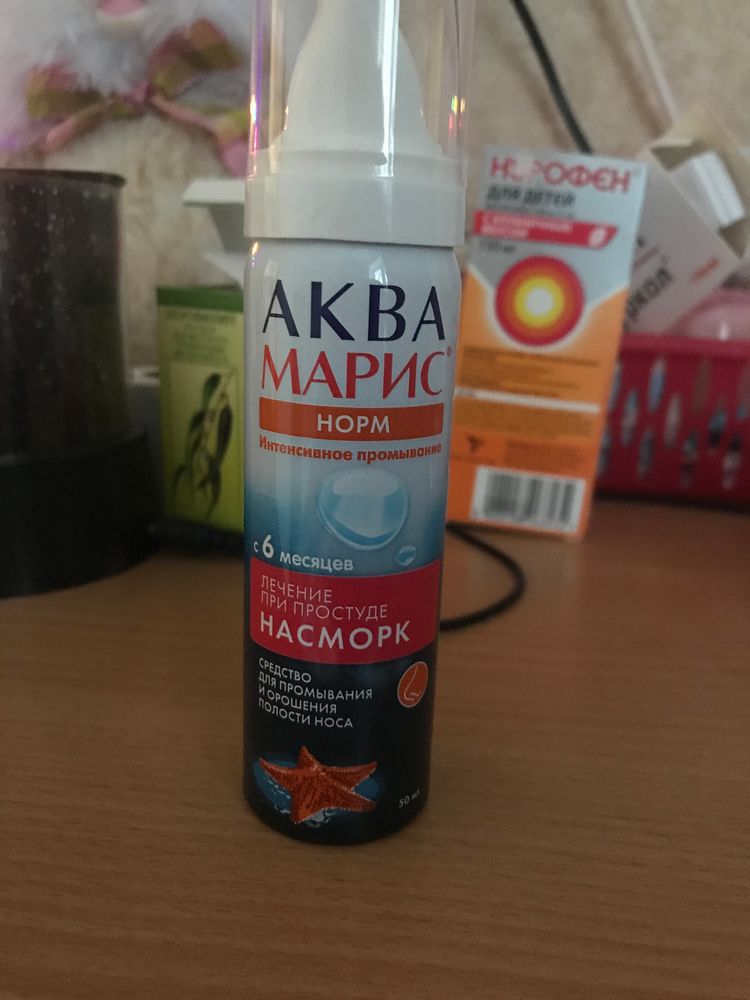 АКВА
МАРИС®
НОРМ
Интенсивное промывание
с 6 месяцев
ЛЕЧЕНИЕ
ПРИ ПРОСТУДЕ
НАСМОРК
СРЕДСТВО
ДЛЯ ПРОМЫВАНИЯ
И ОРОШЕНИЯ
ПОЛОСТИ НОСА
50 мл
НУРОФЕН®
ДЛЯ ДЕТЕЙ